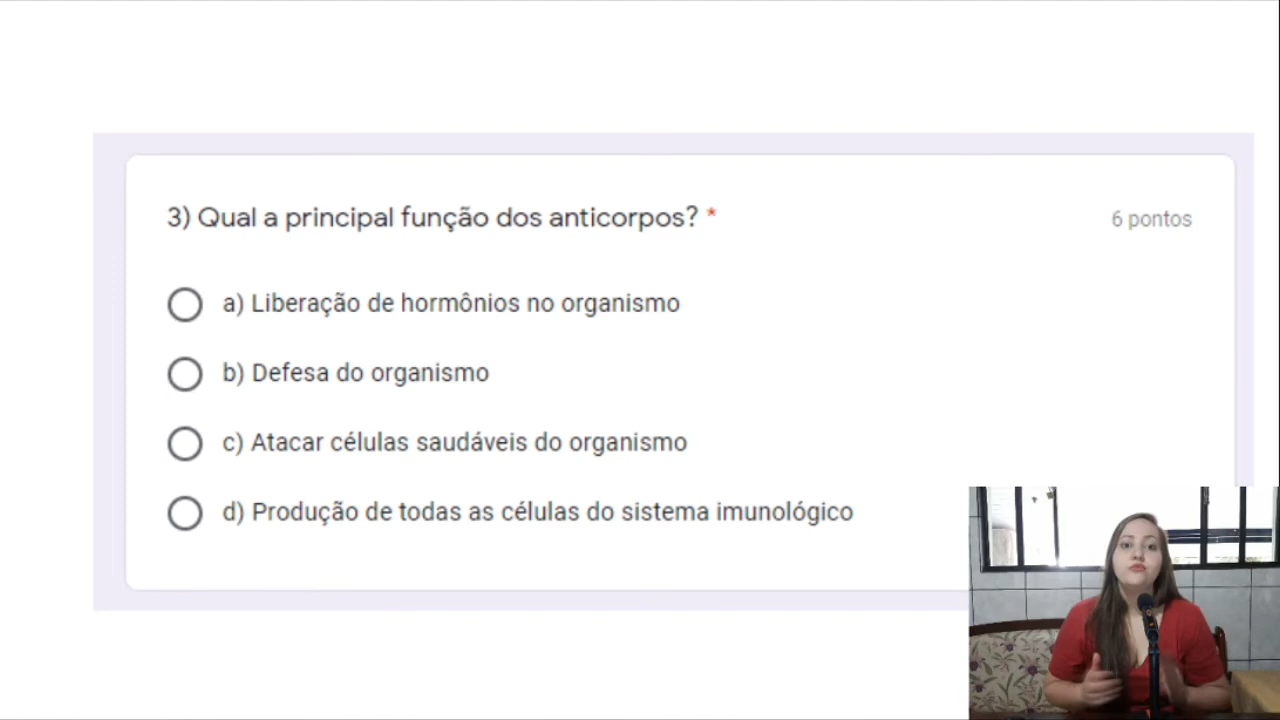 3) Qual a principal função dos anticorpos? *
6 pontos
a) Liberação de hormônios no organismo
b) Defesa do organismo
c) Atacar células saudáveis do organismo
d) Produção de todas as células do sistema imunológico